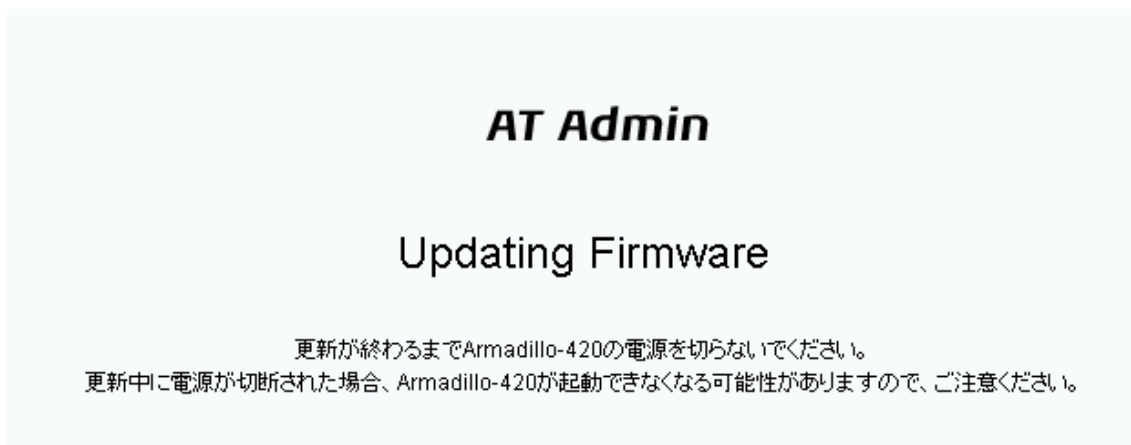 AT Admin
Updating Firmware
更新が終わるまでArmadillo-420の電源を切らないでください。
更新中に電源が切断された場合、Armadillo-420が起動できなくなる可能性がありますので、ご注意ください。